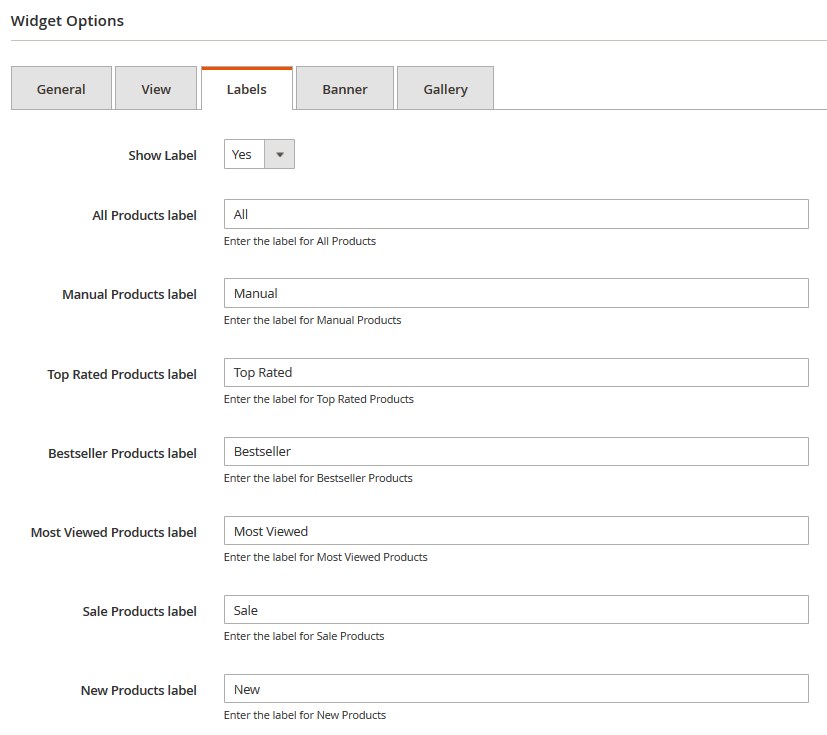 Widget Options
General View Labels Banner Gallery
Show Label Yes
All Products label All
Enter the label for All Products
Manual Products label Manual
Enter the label for Manual Products
Top Rated Products label Top Rated
Enter the label for Top Rated Products
Bestseller Products label Bestseller
Enter the label for Bestseller Products
Most Viewed Products label Most Viewed
Enter the label for Most Viewed Products
Sale Products label Sale
Enter the label for Sale Products
New Products label New
Enter the label for New Products